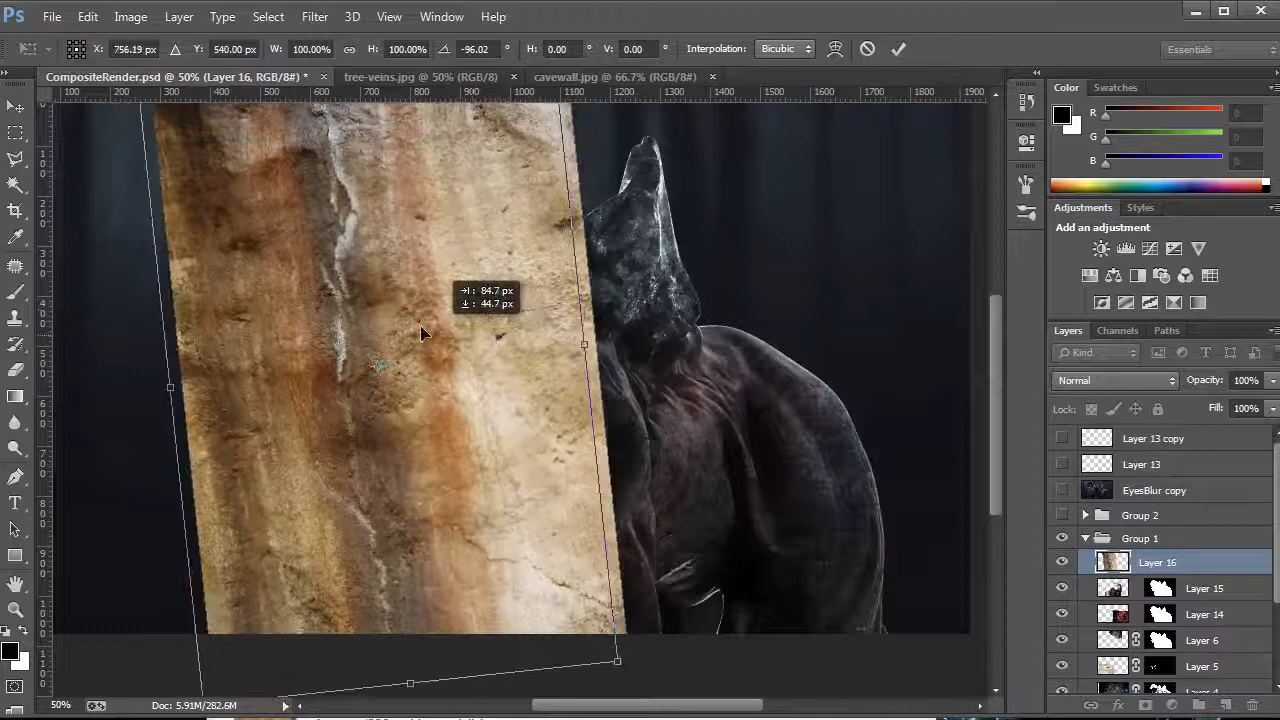 Ps File Edit Image Layer Type Select Filter 3D View Window Help
X: 756.19 px Y: 540.00 px W: 100.00% H: 100.00% -96.02 ° H: 0.00 ° V: 0.00 ° Interpolation: Bicubic Essentials
CompositeRender.psd @ 50% (Layer 16, RGB/8#) * × tree-veins.jpg @ 50% (RGB/8) × cavewall.jpg @ 66.7% (RGB/8#) ×
100 200 300 400 500 600 700 800 900 1000 1100 1200 1300 1400 1500 1600 1700 1800 1900
Color Swatches
R 0
G 0
B 0
Adjustments Styles
Add an adjustment
: 84.7 px
: 44.7 px
Layers Channels Paths
Kind
Normal Opacity: 100%
Lock: Fill: 100%
Layer 13 copy
Layer 13
EyesBlur copy
Group 2
Group 1
Layer 16
Layer 15
Layer 14
Layer 6
Layer 5
50% Doc: 5.91M/282.6M